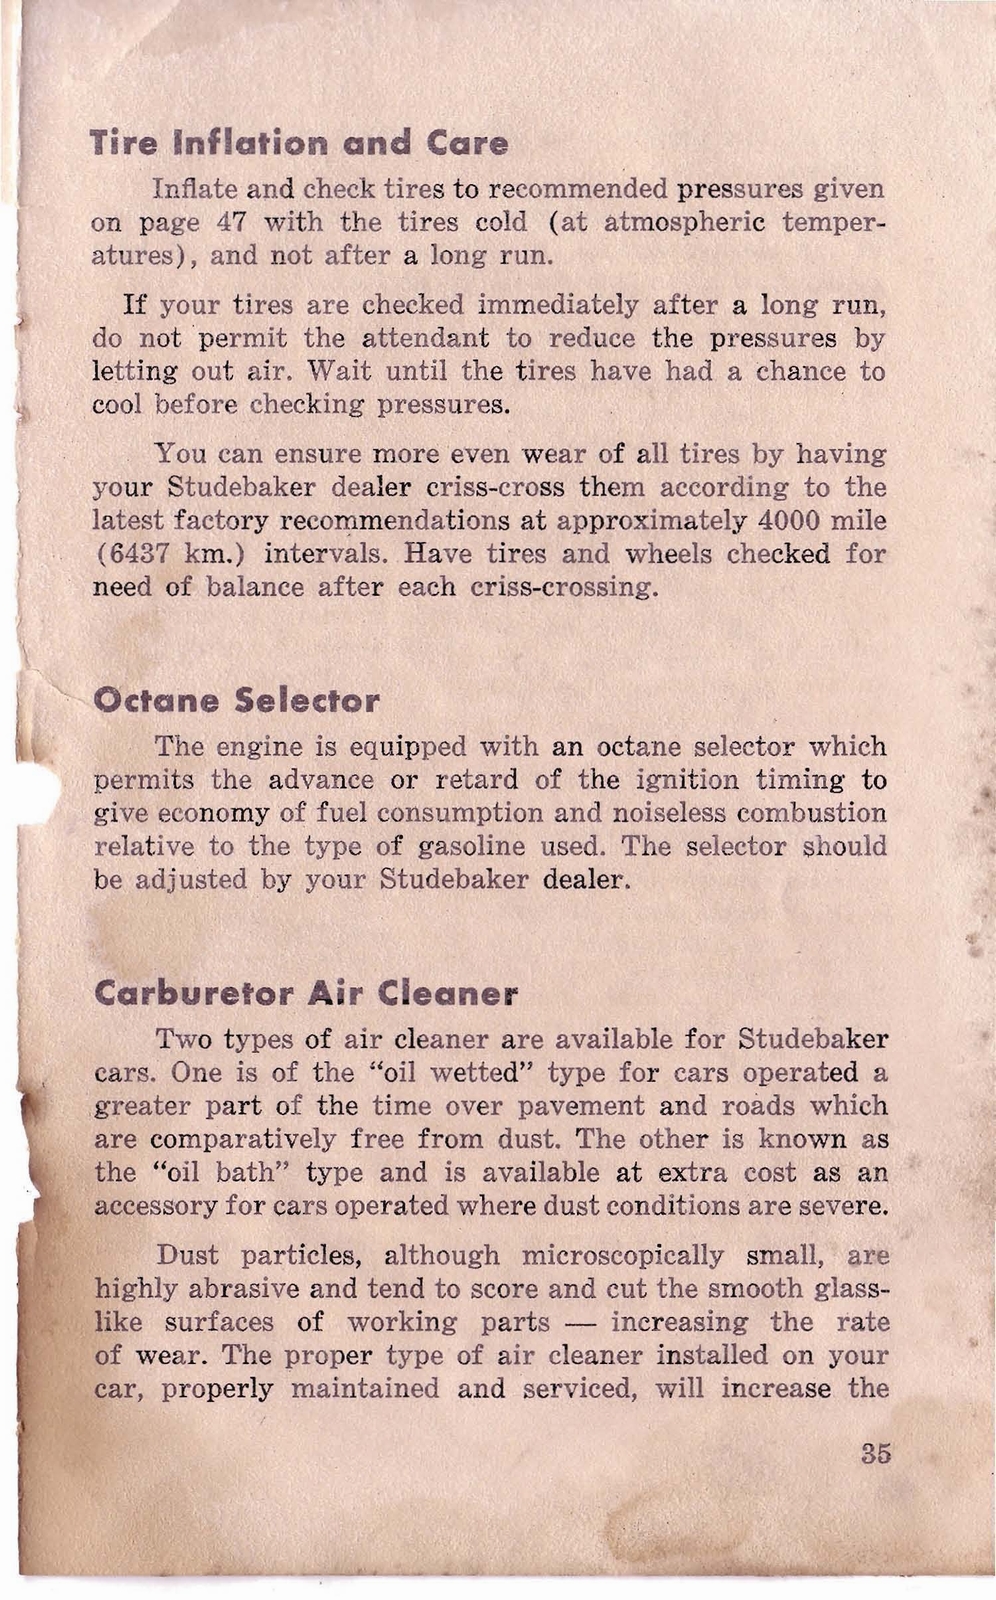 Tire Inflation and Care
Inflate and check tires to recommended pressures given
on page 47 with the tires cold (at atmospheric temper-
atures), and not after a long run.
If your tires are checked immediately after a long run,
do not permit the attendant to reduce the pressures by
letting out air. Wait until the tires have had a chance to
cool before checking pressures.
You can ensure more even wear of all tires by having
your Studebaker dealer criss-cross them according to the
latest factory recommendations at approximately 4000 mile
(6437 km.) intervals. Have tires and wheels checked for
need of balance after each criss-crossing.
Octane Selector
The engine is equipped with an octane selector which
permits the advance or retard of the ignition timing to
give economy of fuel consumption and noiseless combustion
relative to the type of gasoline used. The selector should
be adjusted by your Studebaker dealer.
Carburetor Air Cleaner
Two types of air cleaner are available for Studebaker
cars. One is of the “oil wetted” type for cars operated a
greater part of the time over pavement and roads which
are comparatively free from dust. The other is known as
the “oil bath” type and is available at extra cost as an
accessory for cars operated where dust conditions are severe.
Dust particles, although microscopically small, are
highly abrasive and tend to score and cut the smooth glass-
like surfaces of working parts — increasing the rate
of wear. The proper type of air cleaner installed on your
car, properly maintained and serviced, will increase the
35